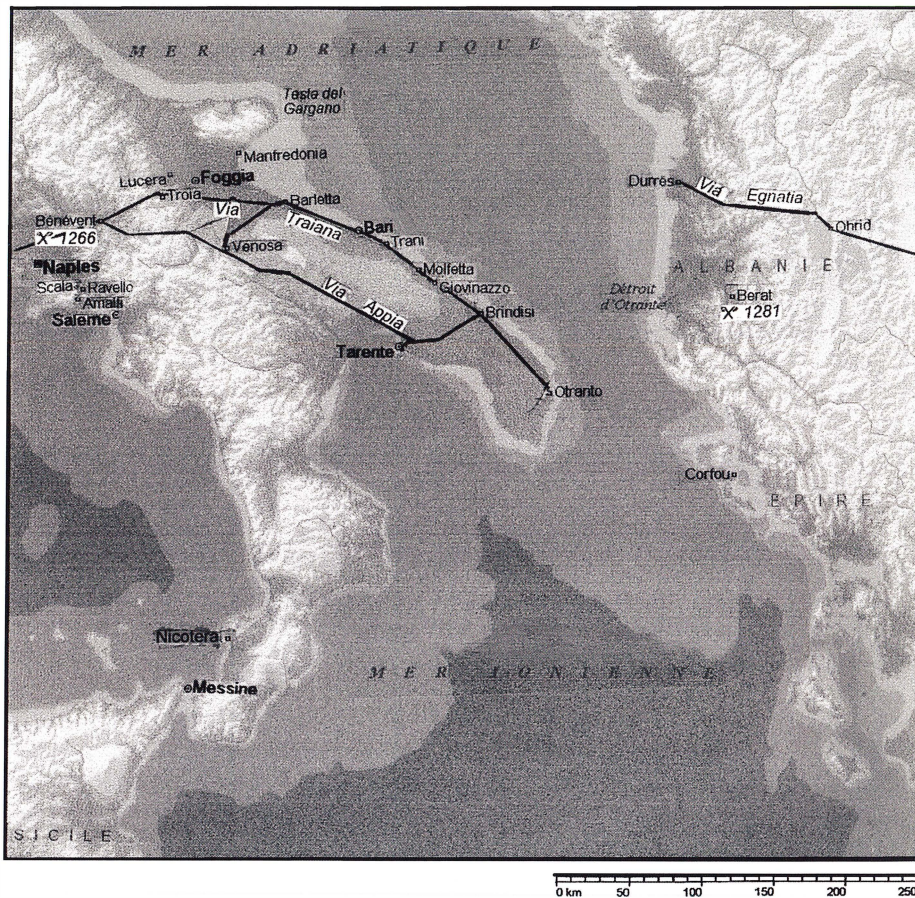 MER ADRIATIQUE
Teste del
Gargano
Manfredonia
Lucera
Foggia
Troia
Barletta
Durrës
Via Egnatia
Bénévent
Via Traiana
Bari
Ohrid
X 1266
Venosa
Trani
Naples
Molfetta
ALBANIE
Scala
Ravello
Giovinazzo
Détroit
d'Otrante
Berat
Amalfi
Via Appia
Brindisi
X 1281
Salerne
Tarente
Otranto
Corfou
EPIRE
Nicotera
MER IONIENNE
Messine
SICILE
0 km 50 100 150 200 250